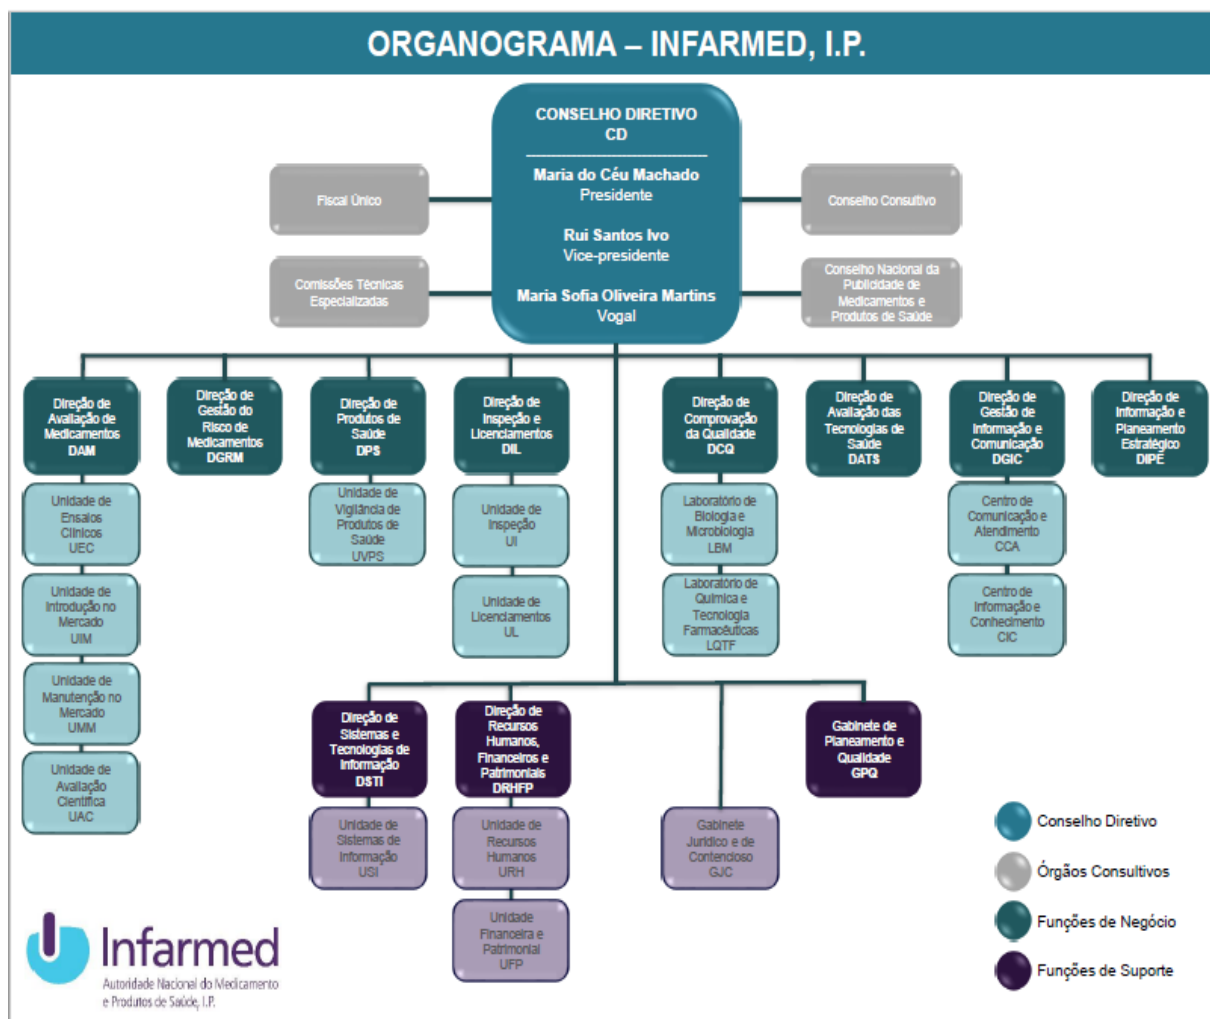 ORGANOGRAMA – INFARMED, I.P.
CONSELHO DIRETIVO
CD
Maria do Céu Machado
Presidente
Rui Santos Ivo
Vice-presidente
Maria Sofia Oliveira Martins
Vogal
Fiscal Único
Comissões Técnicas
Especializadas
Conselho Consultivo
Conselho Nacional da
Publicidade de
Medicamentos e
Produtos de Saúde
Direção de
Avaliação de
Medicamentos
DAM
Direção de
Gestão do
Risco de
Medicamentos
DGRM
Direção de
Produtos de
Saúde
DPS
Direção de
Inspeção e
Licenciamentos
DIL
Direção de
Comprovação
da Qualidade
DCQ
Direção de
Avaliação das
Tecnologias de
Saúde
DATS
Direção de
Gestão de
Informação e
Comunicação
DGIC
Direção de
Informação e
Planeamento
Estratégico
DIPE
Unidade de
Ensaios
Clínicos
UEC
Unidade de
Introdução no
Mercado
UIM
Unidade de
Manutenção no
Mercado
UMM
Unidade de
Avaliação
Científica
UAC
Unidade de
Vigilância de
Produtos de
Saúde
UVPS
Unidade de
Inspeção
UI
Unidade de
Licenciamentos
UL
Laboratório de
Biologia e
Microbiologia
LBM
Laboratório de
Química e
Tecnologia
Farmacêuticas
LQTF
Centro de
Comunicação e
Atendimento
CCA
Centro de
Informação e
Conhecimento
CIC
Direção de
Sistemas e
Tecnologias de
Informação
DSTI
Direção de
Recursos
Humanos,
Financeiros e
Patrimoniais
DRHFP
Gabinete de
Planeamento e
Qualidade
GPQ
Unidade de
Sistemas de
Informação
USI
Unidade de
Recursos
Humanos
URH
Unidade
Financeira e
Patrimonial
UFP
Gabinete
Jurídico e de
Contencioso
GJC
Conselho Diretivo
Órgãos Consultivos
Funções de Negócio
Funções de Suporte
Infarmed
Autoridade Nacional do Medicamento
e Produtos de Saúde, I.P.